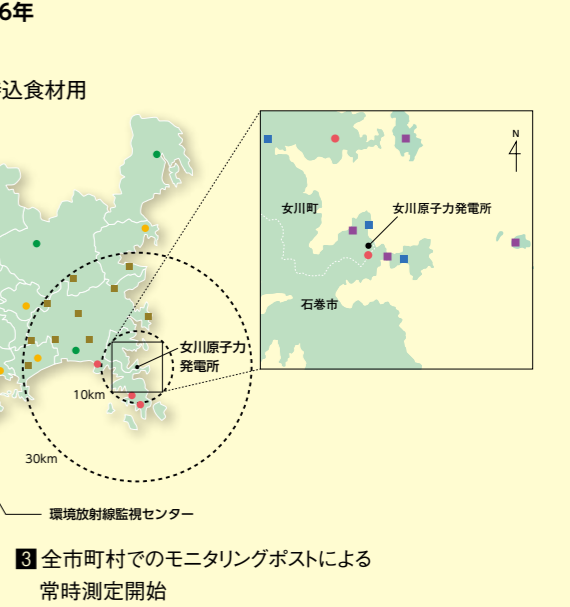 6年
込食材用
N
女川町
女川原子力発電所
石巻市
女川原子力
発電所
10km
30km
環境放射線監視センター
3 全市町村でのモニタリングポストによる
常時測定開始